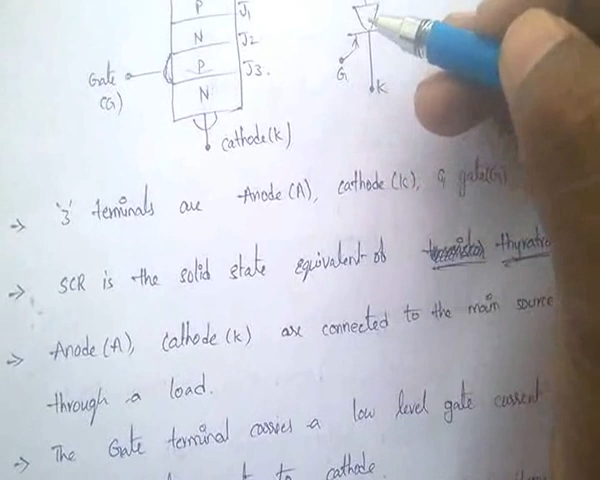 P J1
N J2
Gate P J3.
(G) N
G K
cathode(K)
→ '3' terminals are Anode(A), cathode(K), & gate(G)
→ SCR is the solid state equivalent of
→ Anode(A), cathode(K) are connected to the main source
through a load.
→ The Gate terminal carries a low level gate current
to cathode